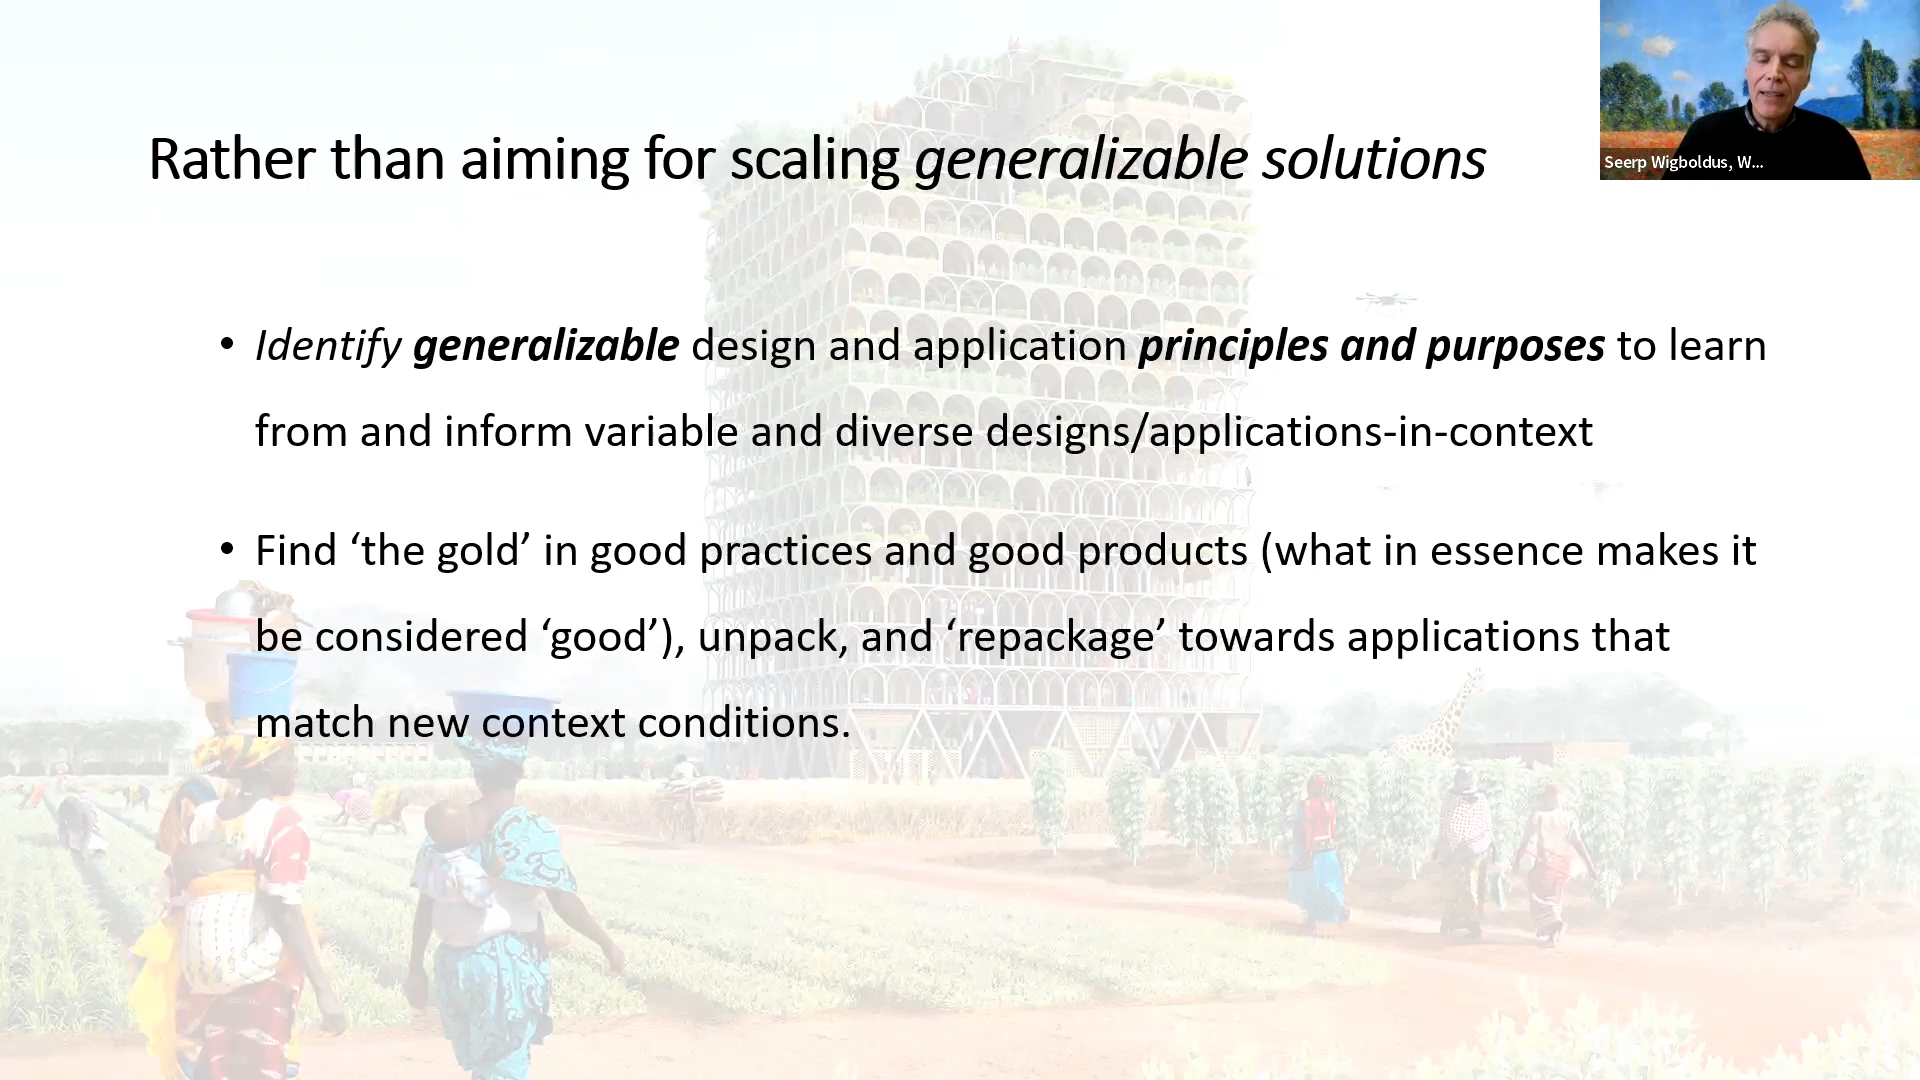 Seerp Wigboldus, W...
Rather than aiming for scaling generalizable solutions
• Identify generalizable design and application principles and purposes to learn
from and inform variable and diverse designs/applications-in-context
• Find ‘the gold’ in good practices and good products (what in essence makes it
be considered ‘good’), unpack, and ‘repackage’ towards applications that
match new context conditions.